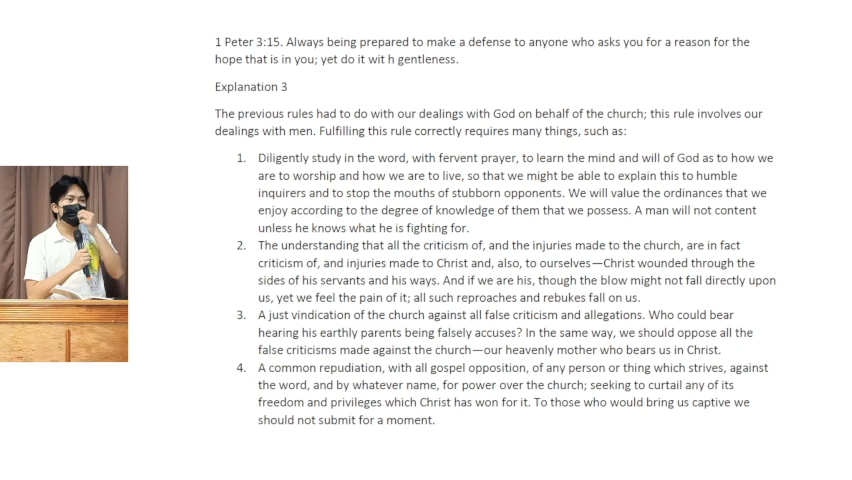 1 Peter 3:15. Always being prepared to make a defense to anyone who asks you for a reason for the
hope that is in you; yet do it wit h gentleness.
Explanation 3
The previous rules had to do with our dealings with God on behalf of the church; this rule involves our
dealings with men. Fulfilling this rule correctly requires many things, such as:
1. Diligently study in the word, with fervent prayer, to learn the mind and will of God as to how we
are to worship and how we are to live, so that we might be able to explain this to humble
inquirers and to stop the mouths of stubborn opponents. We will value the ordinances that we
enjoy according to the degree of knowledge of them that we possess. A man will not content
unless he knows what he is fighting for.
2. The understanding that all the criticism of, and the injuries made to the church, are in fact
criticism of, and injuries made to Christ and, also, to ourselves—Christ wounded through the
sides of his servants and his ways. And if we are his, though the blow might not fall directly upon
us, yet we feel the pain of it; all such reproaches and rebukes fall on us.
3. A just vindication of the church against all false criticism and allegations. Who could bear
hearing his earthly parents being falsely accuses? In the same way, we should oppose all the
false criticisms made against the church—our heavenly mother who bears us in Christ.
4. A common repudiation, with all gospel opposition, of any person or thing which strives, against
the word, and by whatever name, for power over the church; seeking to curtail any of its
freedom and privileges which Christ has won for it. To those who would bring us captive we
should not submit for a moment.